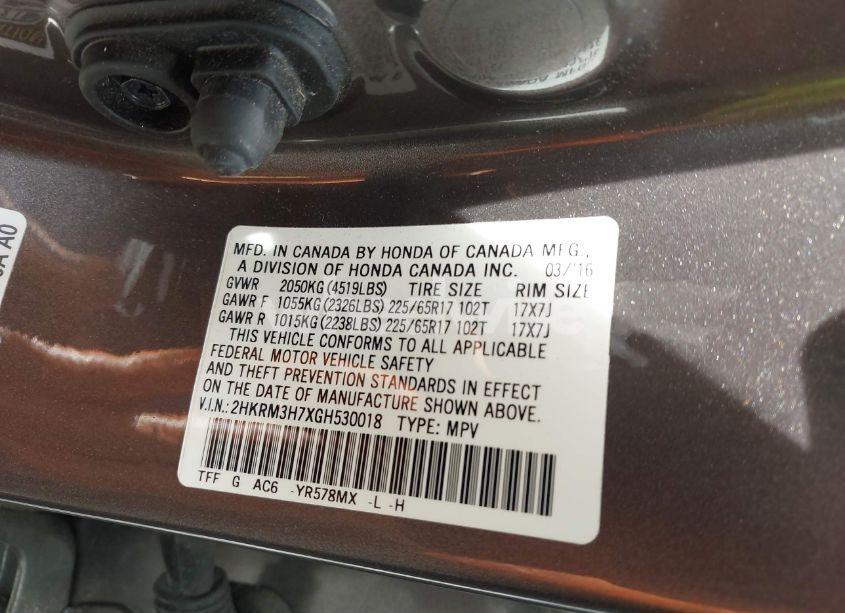 MFD. IN CANADA BY HONDA OF CANADA MFG.,
A DIVISION OF HONDA CANADA INC. 03/'16
GVWR 2050KG(4519LBS) TIRE SIZE RIM SIZE
GAWR F 1055KG(2326LBS) 225/65R17 102T 17X7J
GAWR R 1015KG(2238LBS) 225/65R17 102T 17X7J
THIS VEHICLE CONFORMS TO ALL APPLICABLE
FEDERAL MOTOR VEHICLE SAFETY
AND THEFT PREVENTION STANDARDS IN EFFECT
ON THE DATE OF MANUFACTURE SHOWN ABOVE.
V.I.N.: 2HKRM3H7XGH530018 TYPE: MPV
TFF G AC6 -YR578MX -L -H
A0